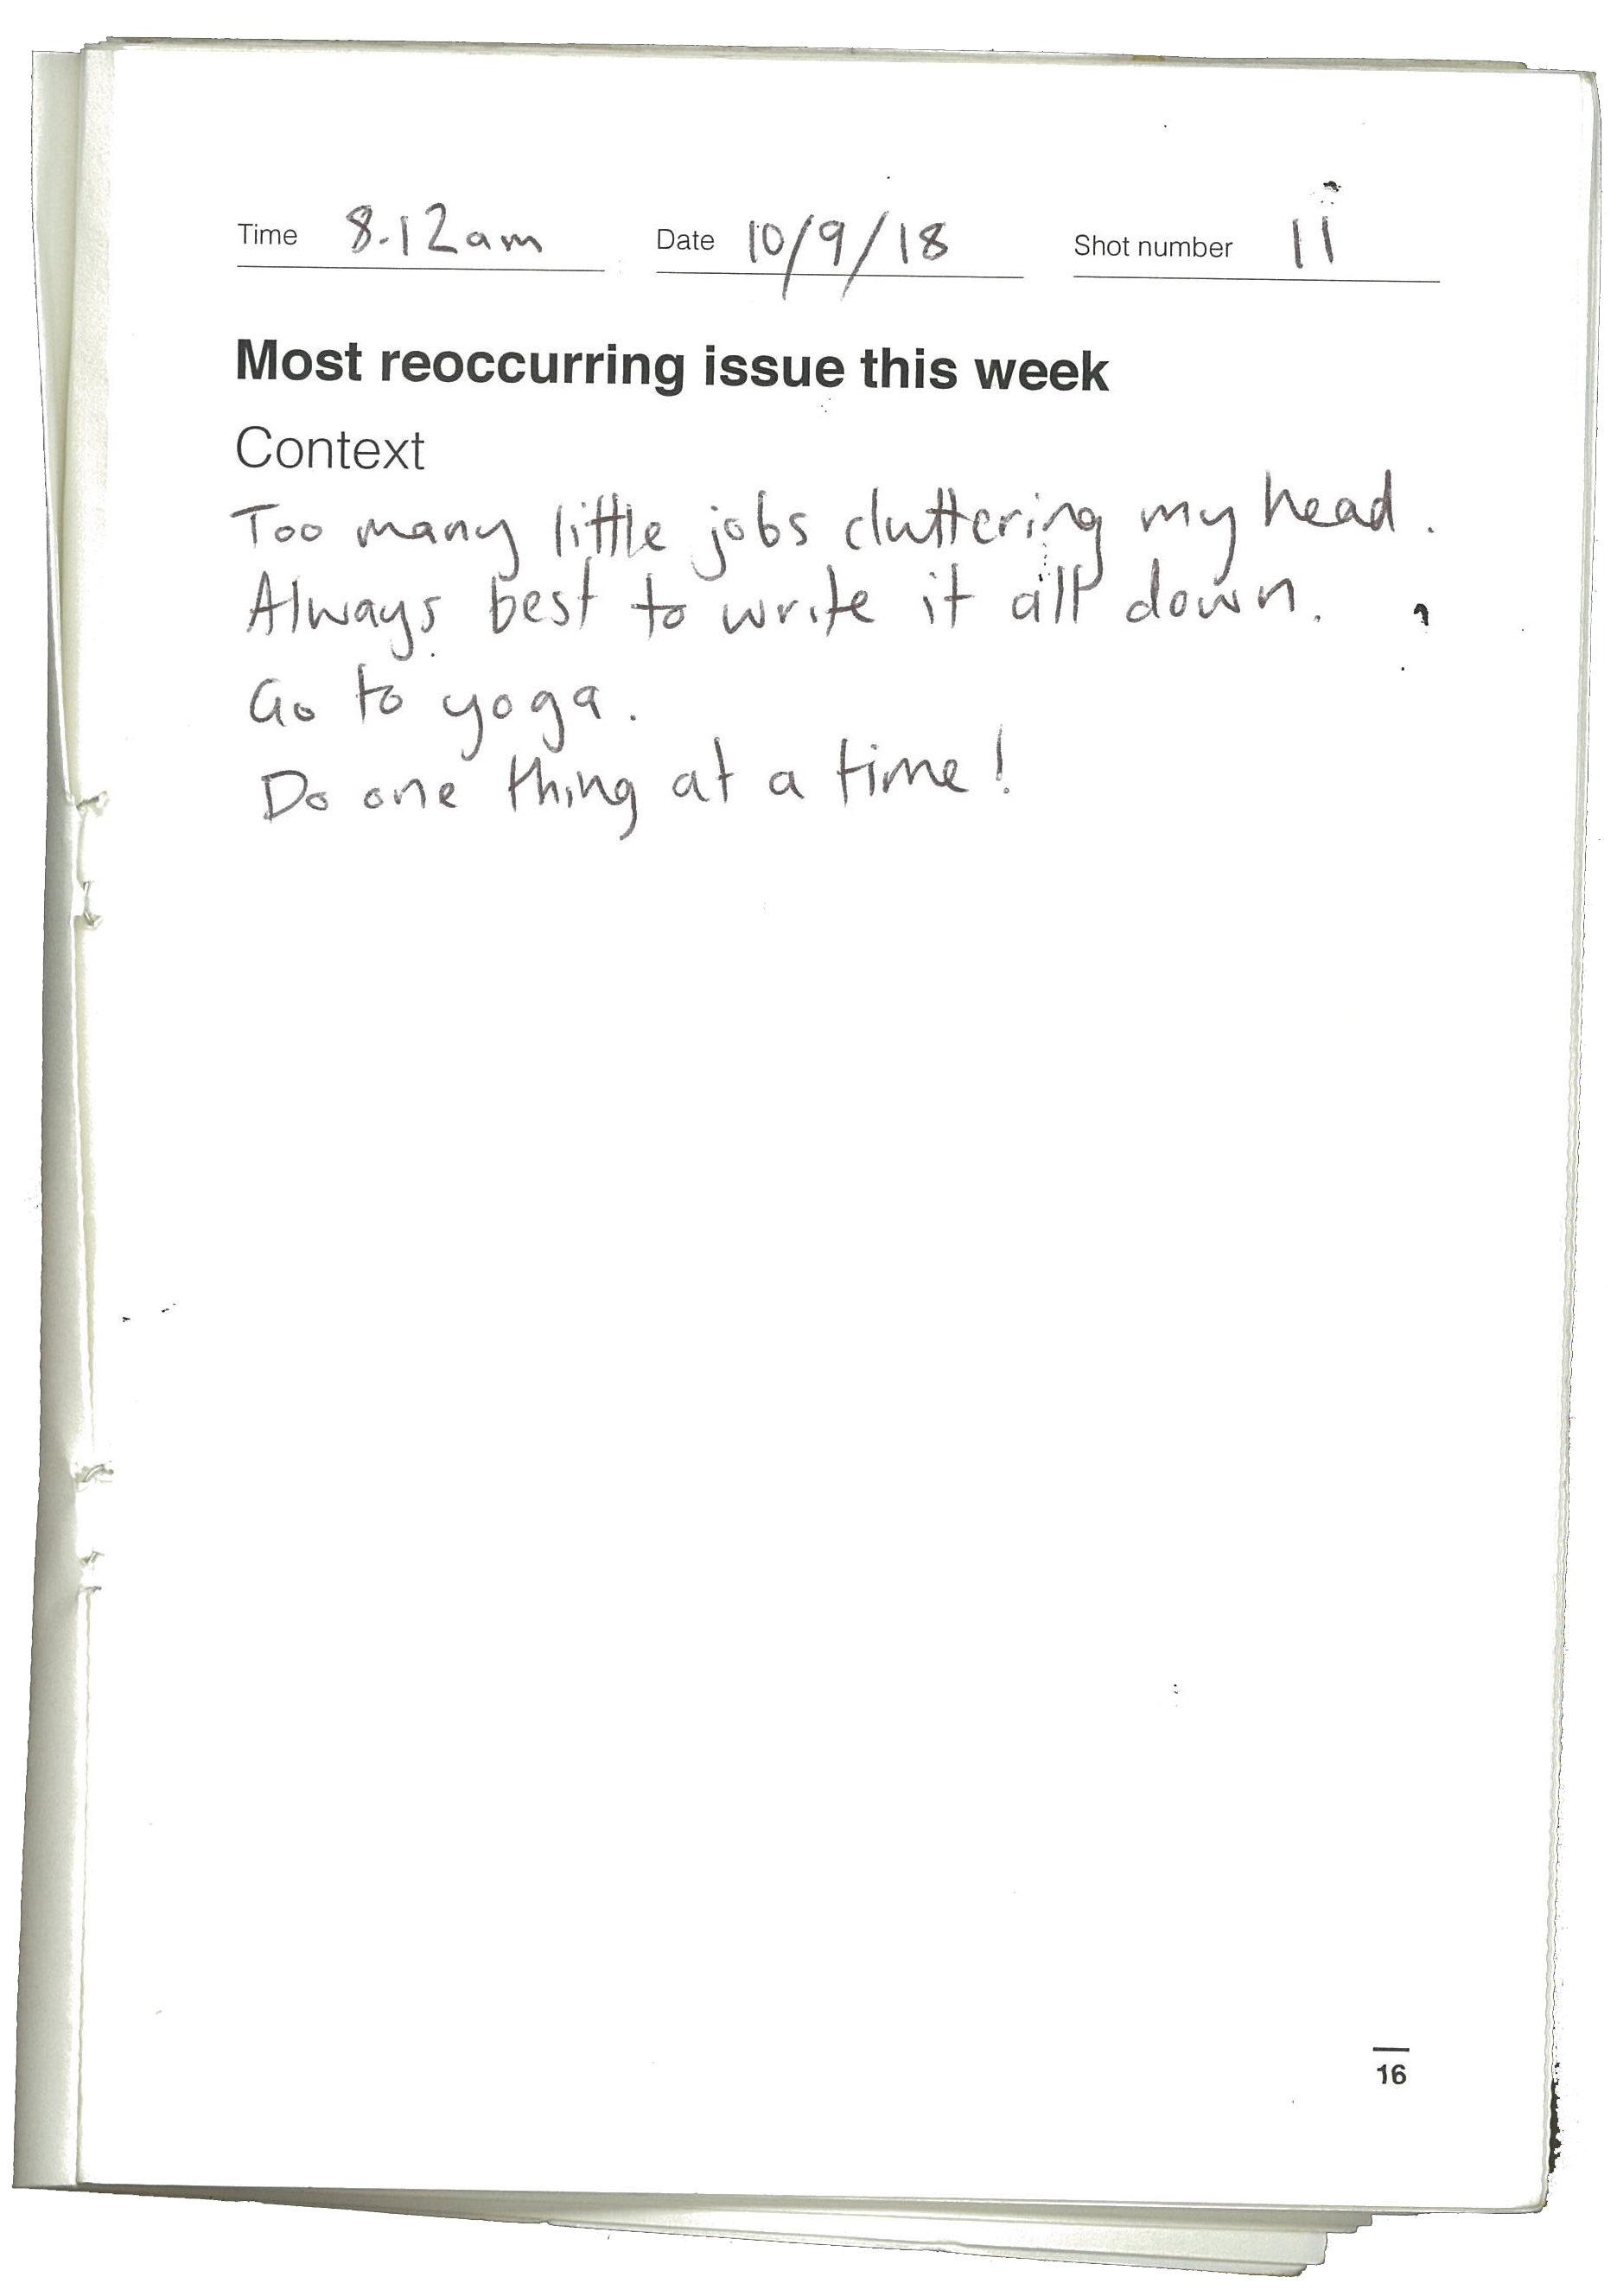 Time 8.12am Date 10/9/18 Shot number 11
Most reoccurring issue this week
Context
Too many little jobs cluttering my head.
Always best to write it all down.
Go to yoga.
Do one thing at a time!
16